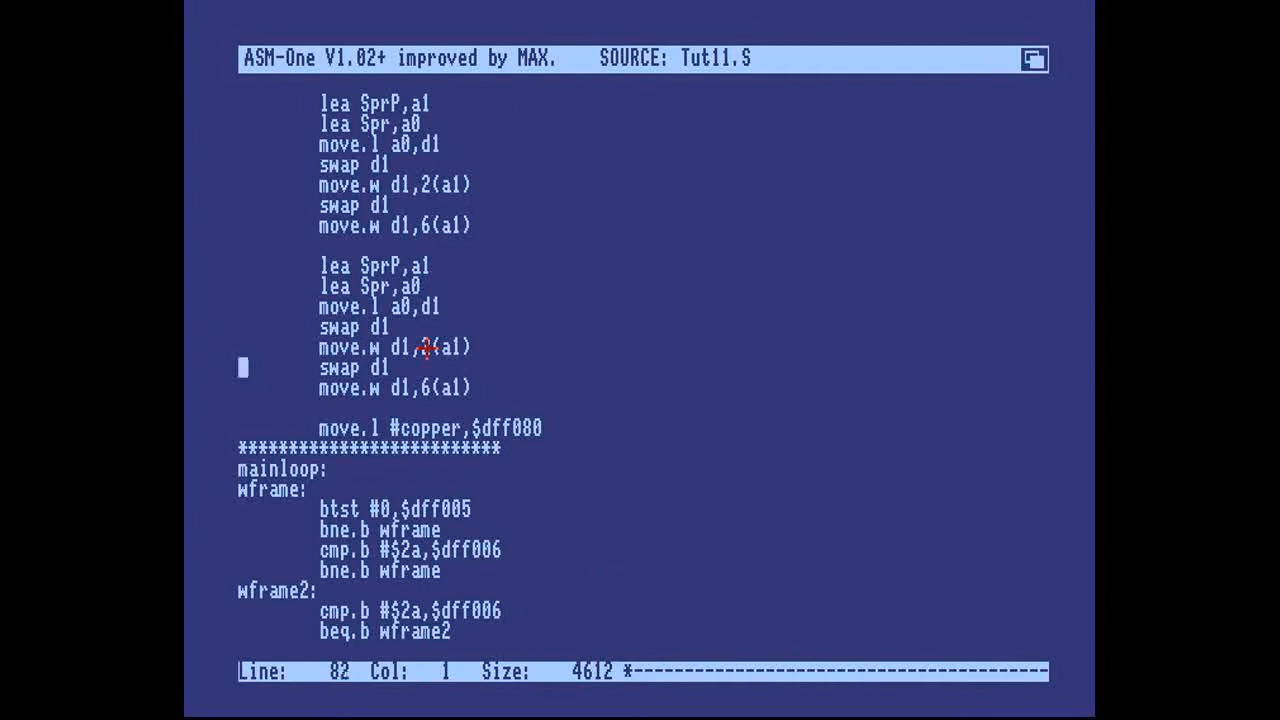 ASM-One V1.02+ improved by MAX.    SOURCE: Tut11.S
lea SprP,a1
lea Spr,a0
move.l a0,d1
swap d1
move.w d1,2(a1)
swap d1
move.w d1,6(a1)
lea SprP,a1
lea Spr,a0
move.l a0,d1
swap d1
move.w d1,2(a1)
swap d1
move.w d1,6(a1)
move.l #copper,$dff080
**************************
mainloop:
wframe:
btst #0,$dff005
bne.b wframe
cmp.b #$2a,$dff006
bne.b wframe
wframe2:
cmp.b #$2a,$dff006
beq.b wframe2
Line:    82  Col:   1   Size:    4612 *-----------------------------------------